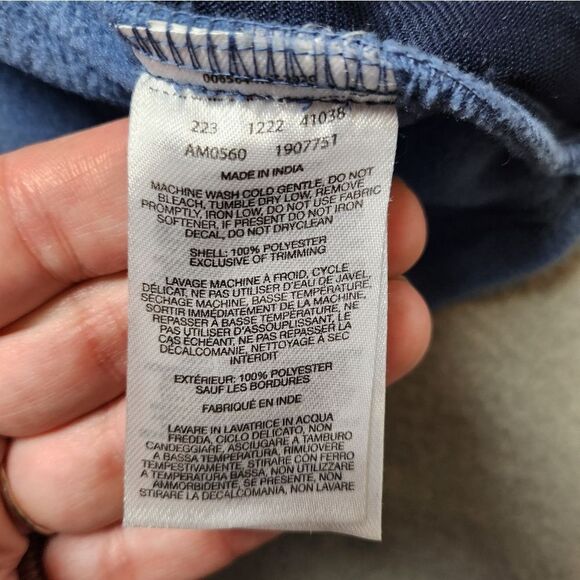 223 1222 41038
AM0560 1907751
MADE IN INDIA
MACHINE WASH COLD GENTLE, DO NOT
BLEACH, TUMBLE DRY LOW, REMOVE
PROMPTLY, IRON LOW, DO NOT USE FABRIC
SOFTENER, IF PRESENT DO NOT IRON
DECAL, DO NOT DRYCLEAN
SHELL: 100% POLYESTER
EXCLUSIVE OF TRIMMING
LAVAGE MACHINE À FROID, CYCLE
DÉLICAT, NE PAS UTILISER D'EAU DE JAVEL,
SÉCHAGE MACHINE, BASSE TEMPÉRATURE,
SORTIR IMMÉDIATEMENT DE LA MACHINE,
REPASSER À BASSE TEMPÉRATURE, NE
PAS UTILISER D'ASSOUPLISSANT, LE
CAS ÉCHÉANT, NE PAS REPASSER LA
DÉCALCOMANIE, NETTOYAGE À SEC
INTERDIT
EXTÉRIEUR: 100% POLYESTER
SAUF LES BORDURES
FABRIQUÉ EN INDE
LAVARE IN LAVATRICE IN ACQUA
FREDDA, CICLO DELICATO, NON
CANDEGGIARE, ASCIUGARE A TAMBURO
A BASSA TEMPERATURA, RIMUOVERE
TEMPESTIVAMENTE, STIRARE CON FERRO
A TEMPERATURA BASSA, NON UTILIZZARE
AMMORBIDENTE, SE PRESENTE, NON
STIRARE LA DECALCOMANIA, NON LAVARE